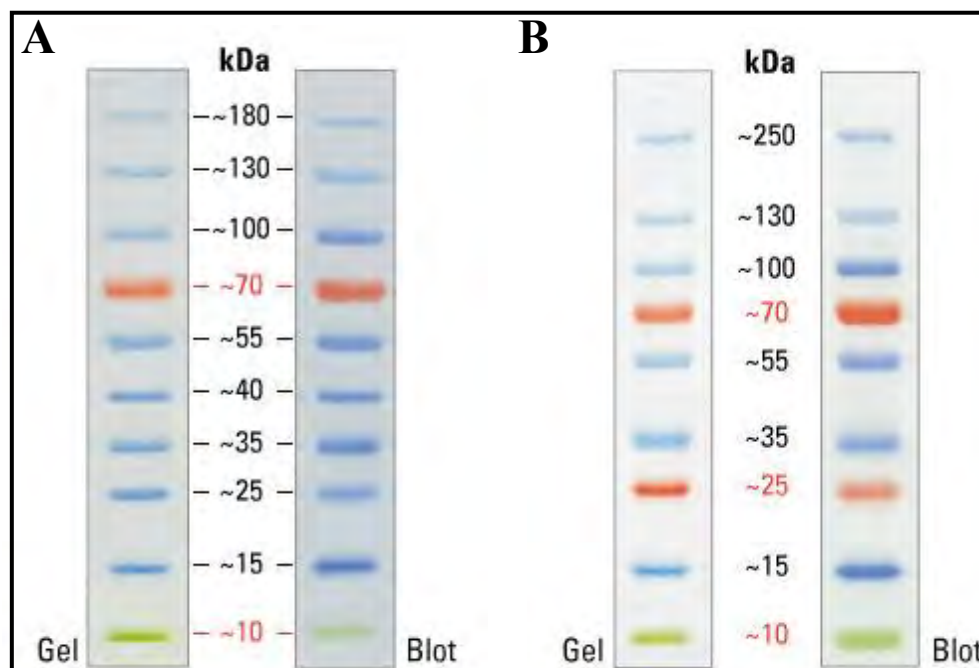 A
kDa
–~180 –
–~130 –
–~100 –
– ~70 –
– ~55 –
– ~40 –
– ~35 –
– ~25 –
– ~15 –
– ~10 –
Gel
Blot
B
kDa
~250
~130
~100
~70
~55
~35
~25
~15
~10
Gel
Blot